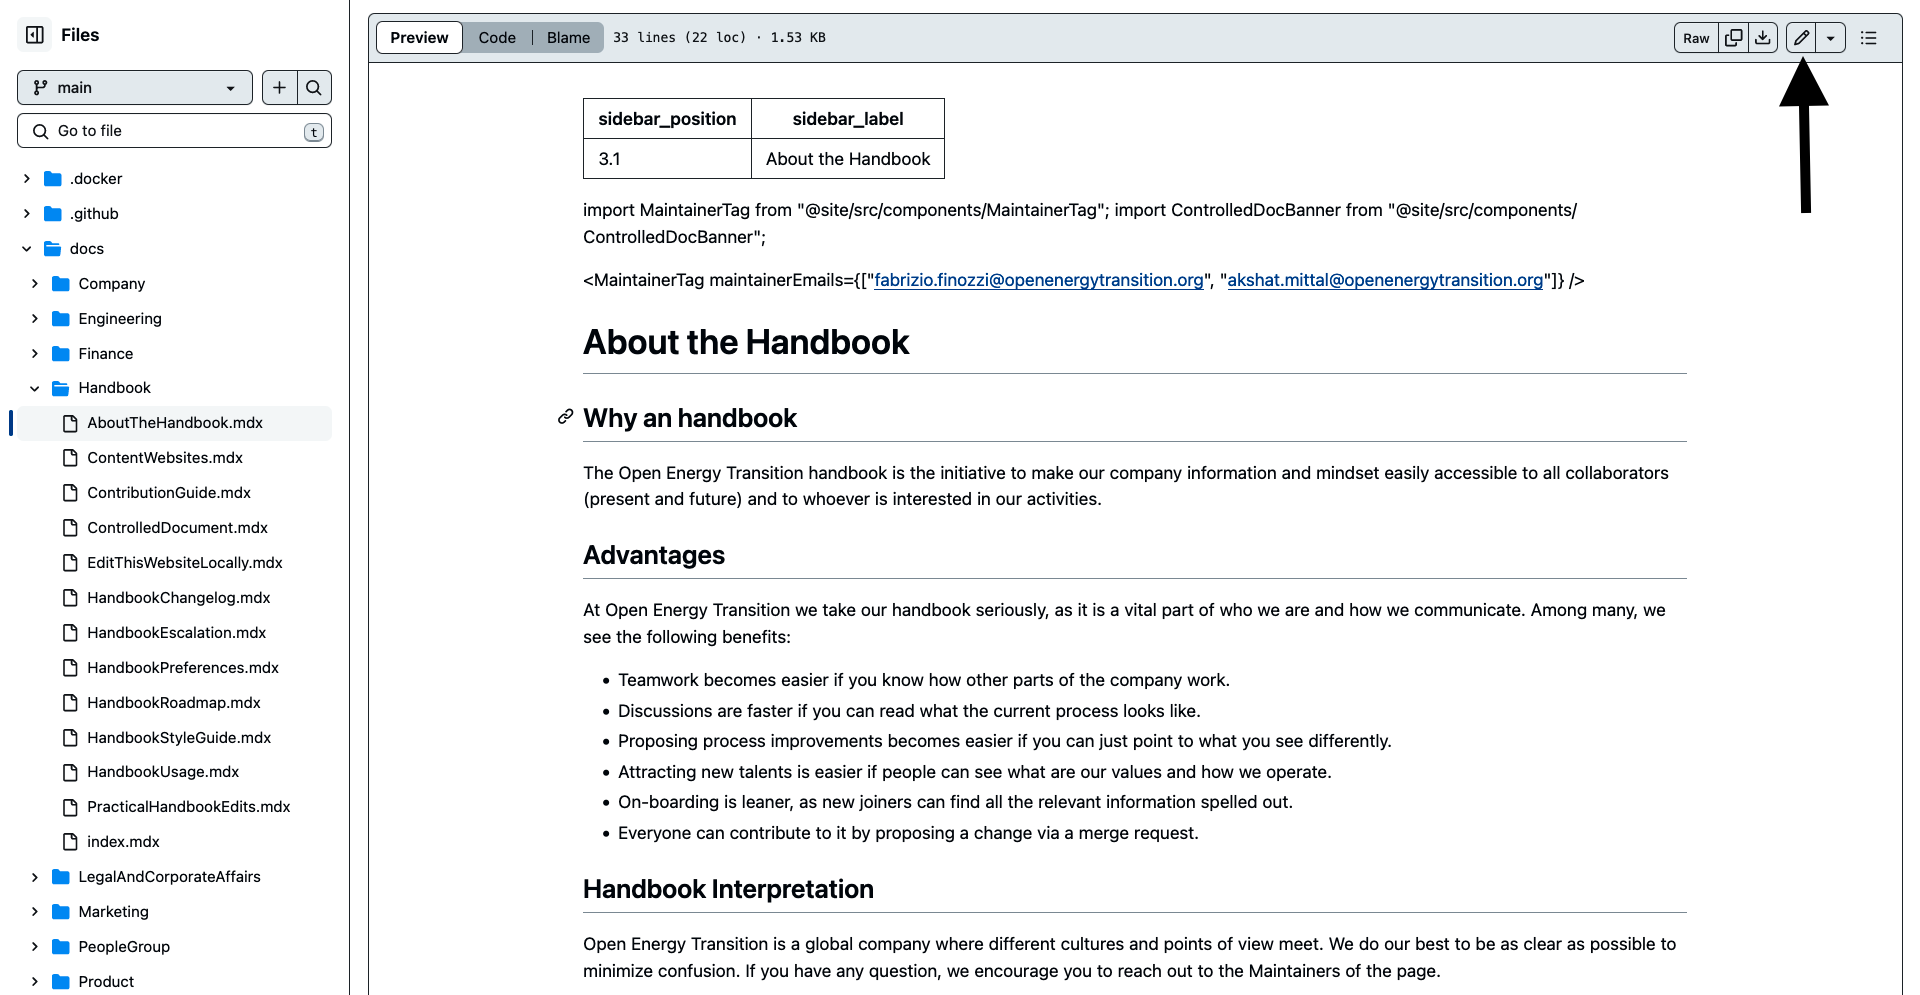 Files
main
Go to file
t
.docker
.github
docs
Company
Engineering
Finance
Handbook
AboutTheHandbook.mdx
ContentWebsites.mdx
ContributionGuide.mdx
ControlledDocument.mdx
EditThisWebsiteLocally.mdx
HandbookChangelog.mdx
HandbookEscalation.mdx
HandbookPreferences.mdx
HandbookRoadmap.mdx
HandbookStyleGuide.mdx
HandbookUsage.mdx
PracticalHandbookEdits.mdx
index.mdx
LegalAndCorporateAffairs
Marketing
PeopleGroup
Product
Preview Code Blame 33 lines (22 loc) · 1.53 KB Raw
sidebar_position sidebar_label
3.1 About the Handbook
import MaintainerTag from "@site/src/components/MaintainerTag"; import ControlledDocBanner from "@site/src/components/
ControlledDocBanner";
<MaintainerTag maintainerEmails={["fabrizio.finozzi@openenergytransition.org", "akshat.mittal@openenergytransition.org"]} />
About the Handbook
Why an handbook
The Open Energy Transition handbook is the initiative to make our company information and mindset easily accessible to all collaborators
(present and future) and to whoever is interested in our activities.
Advantages
At Open Energy Transition we take our handbook seriously, as it is a vital part of who we are and how we communicate. Among many, we
see the following benefits:
• Teamwork becomes easier if you know how other parts of the company work.
• Discussions are faster if you can read what the current process looks like.
• Proposing process improvements becomes easier if you can just point to what you see differently.
• Attracting new talents is easier if people can see what are our values and how we operate.
• On-boarding is leaner, as new joiners can find all the relevant information spelled out.
• Everyone can contribute to it by proposing a change via a merge request.
Handbook Interpretation
Open Energy Transition is a global company where different cultures and points of view meet. We do our best to be as clear as possible to
minimize confusion. If you have any question, we encourage you to reach out to the Maintainers of the page.